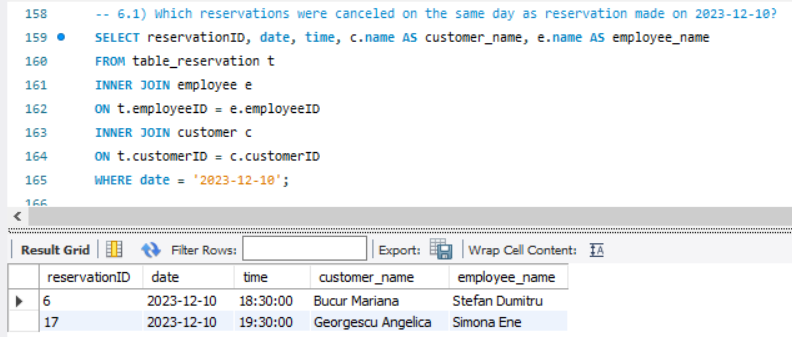 158 -- 6.1) Which reservations were canceled on the same day as reservation made on 2023-12-10?
159 SELECT reservationID, date, time, c.name AS customer_name, e.name AS employee_name
160 FROM table_reservation t
161 INNER JOIN employee e
162 ON t.employeeID = e.employeeID
163 INNER JOIN customer c
164 ON t.customerID = c.customerID
165 WHERE date = '2023-12-10';
166
Result Grid Filter Rows: Export: Wrap Cell Content: IA
reservationID date time customer_name employee_name
6 2023-12-10 18:30:00 Bucur Mariana Stefan Dumitru
17 2023-12-10 19:30:00 Georgescu Angelica Simona Ene